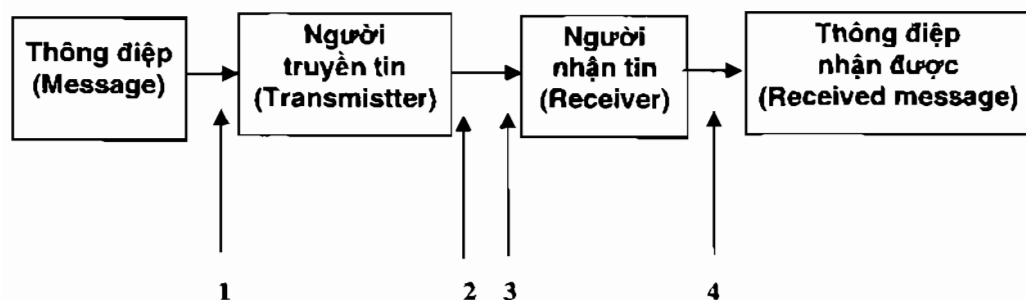 Thông điệp
(Message)
Người
truyền tin
(Transmistter)
Người
nhận tin
(Receiver)
Thông điệp
nhận được
(Received message)
1
2
3
4